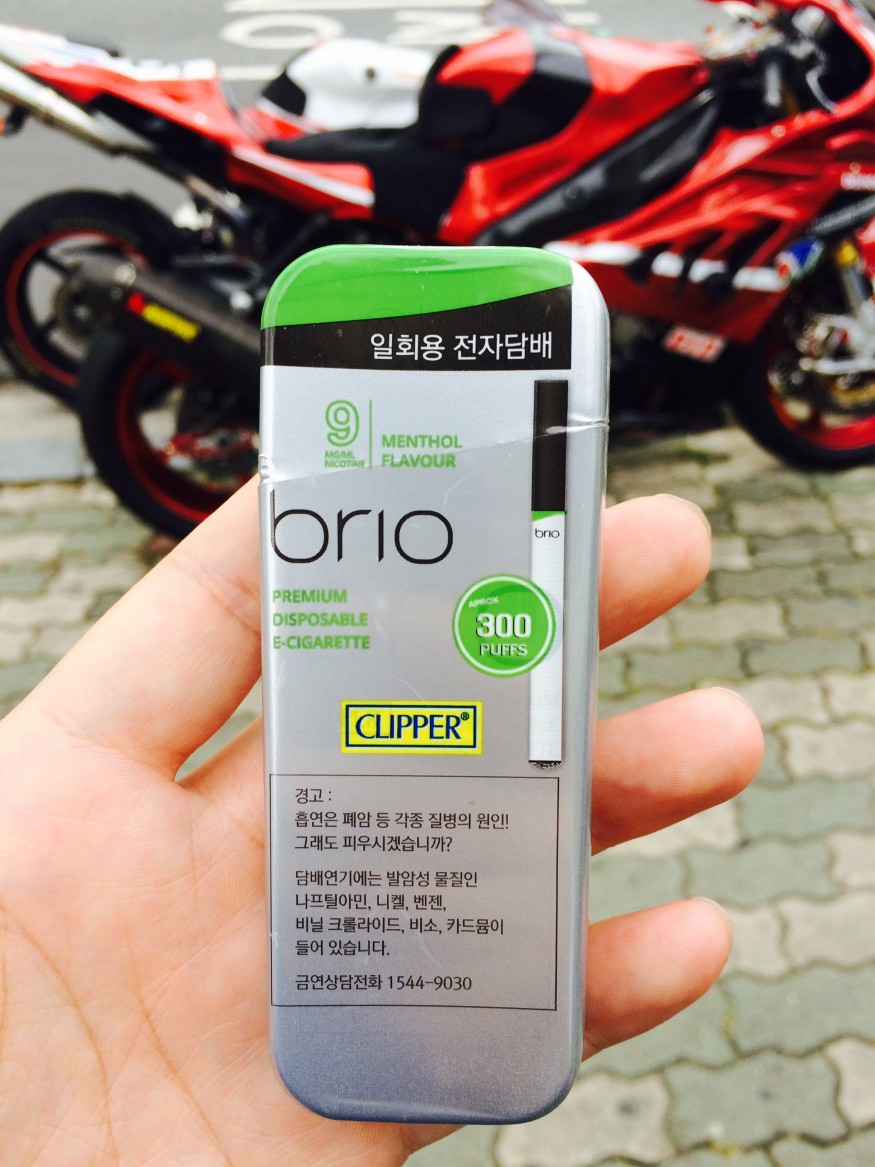 일회용 전자담배
9
MG/ML
NICOTINE
MENTHOL
FLAVOUR
brio
brio
PREMIUM
DISPOSABLE
E-CIGARETTE
APROX
300
PUFFS
CLIPPER®
경고 :
흡연은 폐암 등 각종 질병의 원인!
그래도 피우시겠습니까?
담배연기에는 발암성 물질인
나프틸아민, 니켈, 벤젠,
비닐 크롤라이드, 비소, 카드뮴이
들어 있습니다.
금연상담전화 1544-9030